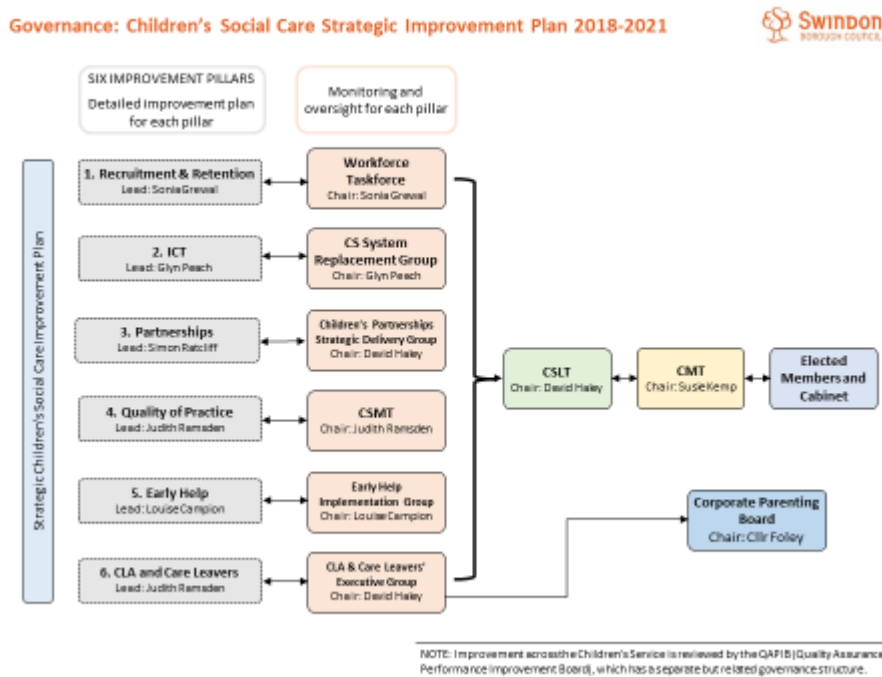 Governance: Children's Social Care Strategic Improvement Plan 2018-2021
SWINDON
BOROUGH COUNCIL
SIX IMPROVEMENT PILLARS
Detailed improvement plan
for each pillar
Monitoring and
oversight for each pillar
Strategic Children's Social Care Improvement Plan
1. Recruitment & Retention
Lead: Sonia Grewal
Workforce
Taskforce
Chair: Sonia Grewal
2. ICT
Lead: Glyn Peach
CS System
Replacement Group
Chair: Glyn Peach
3. Partnerships
Lead: Simon Ratcliff
Children's Partnerships
Strategic Delivery Group
Chair: David Haley
4. Quality of Practice
Lead: Judith Ramsden
CSMT
Chair: Judith Ramsden
5. Early Help
Lead: Louise Campion
Early Help
Implementation Group
Chair: Louise Campion
6. CLA and Care Leavers
Lead: Judith Ramsden
CLA & Care Leavers'
Executive Group
Chair: David Haley
CSLT
Chair: David Haley
CMT
Chair: Susie Kemp
Elected
Members and
Cabinet
Corporate Parenting
Board
Chair: Cllr Foley
NOTE: Improvement across the Children's Service is reviewed by the QAPIB (Quality Assurance
Performance Improvement Board), which has a separate but related governance structure.